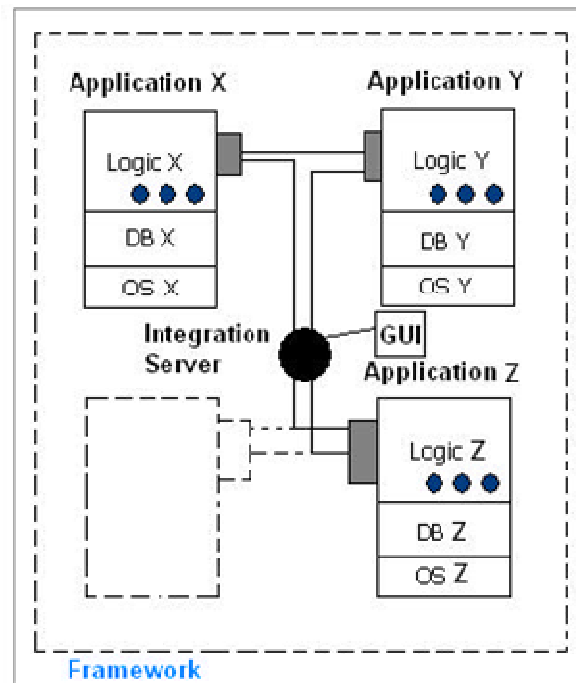 Application X
Application Y
Logic X
Logic Y
DB X
DB Y
OS X
OS Y
Integration
Server
GUI
Application Z
Logic Z
DB Z
OS Z
Framework